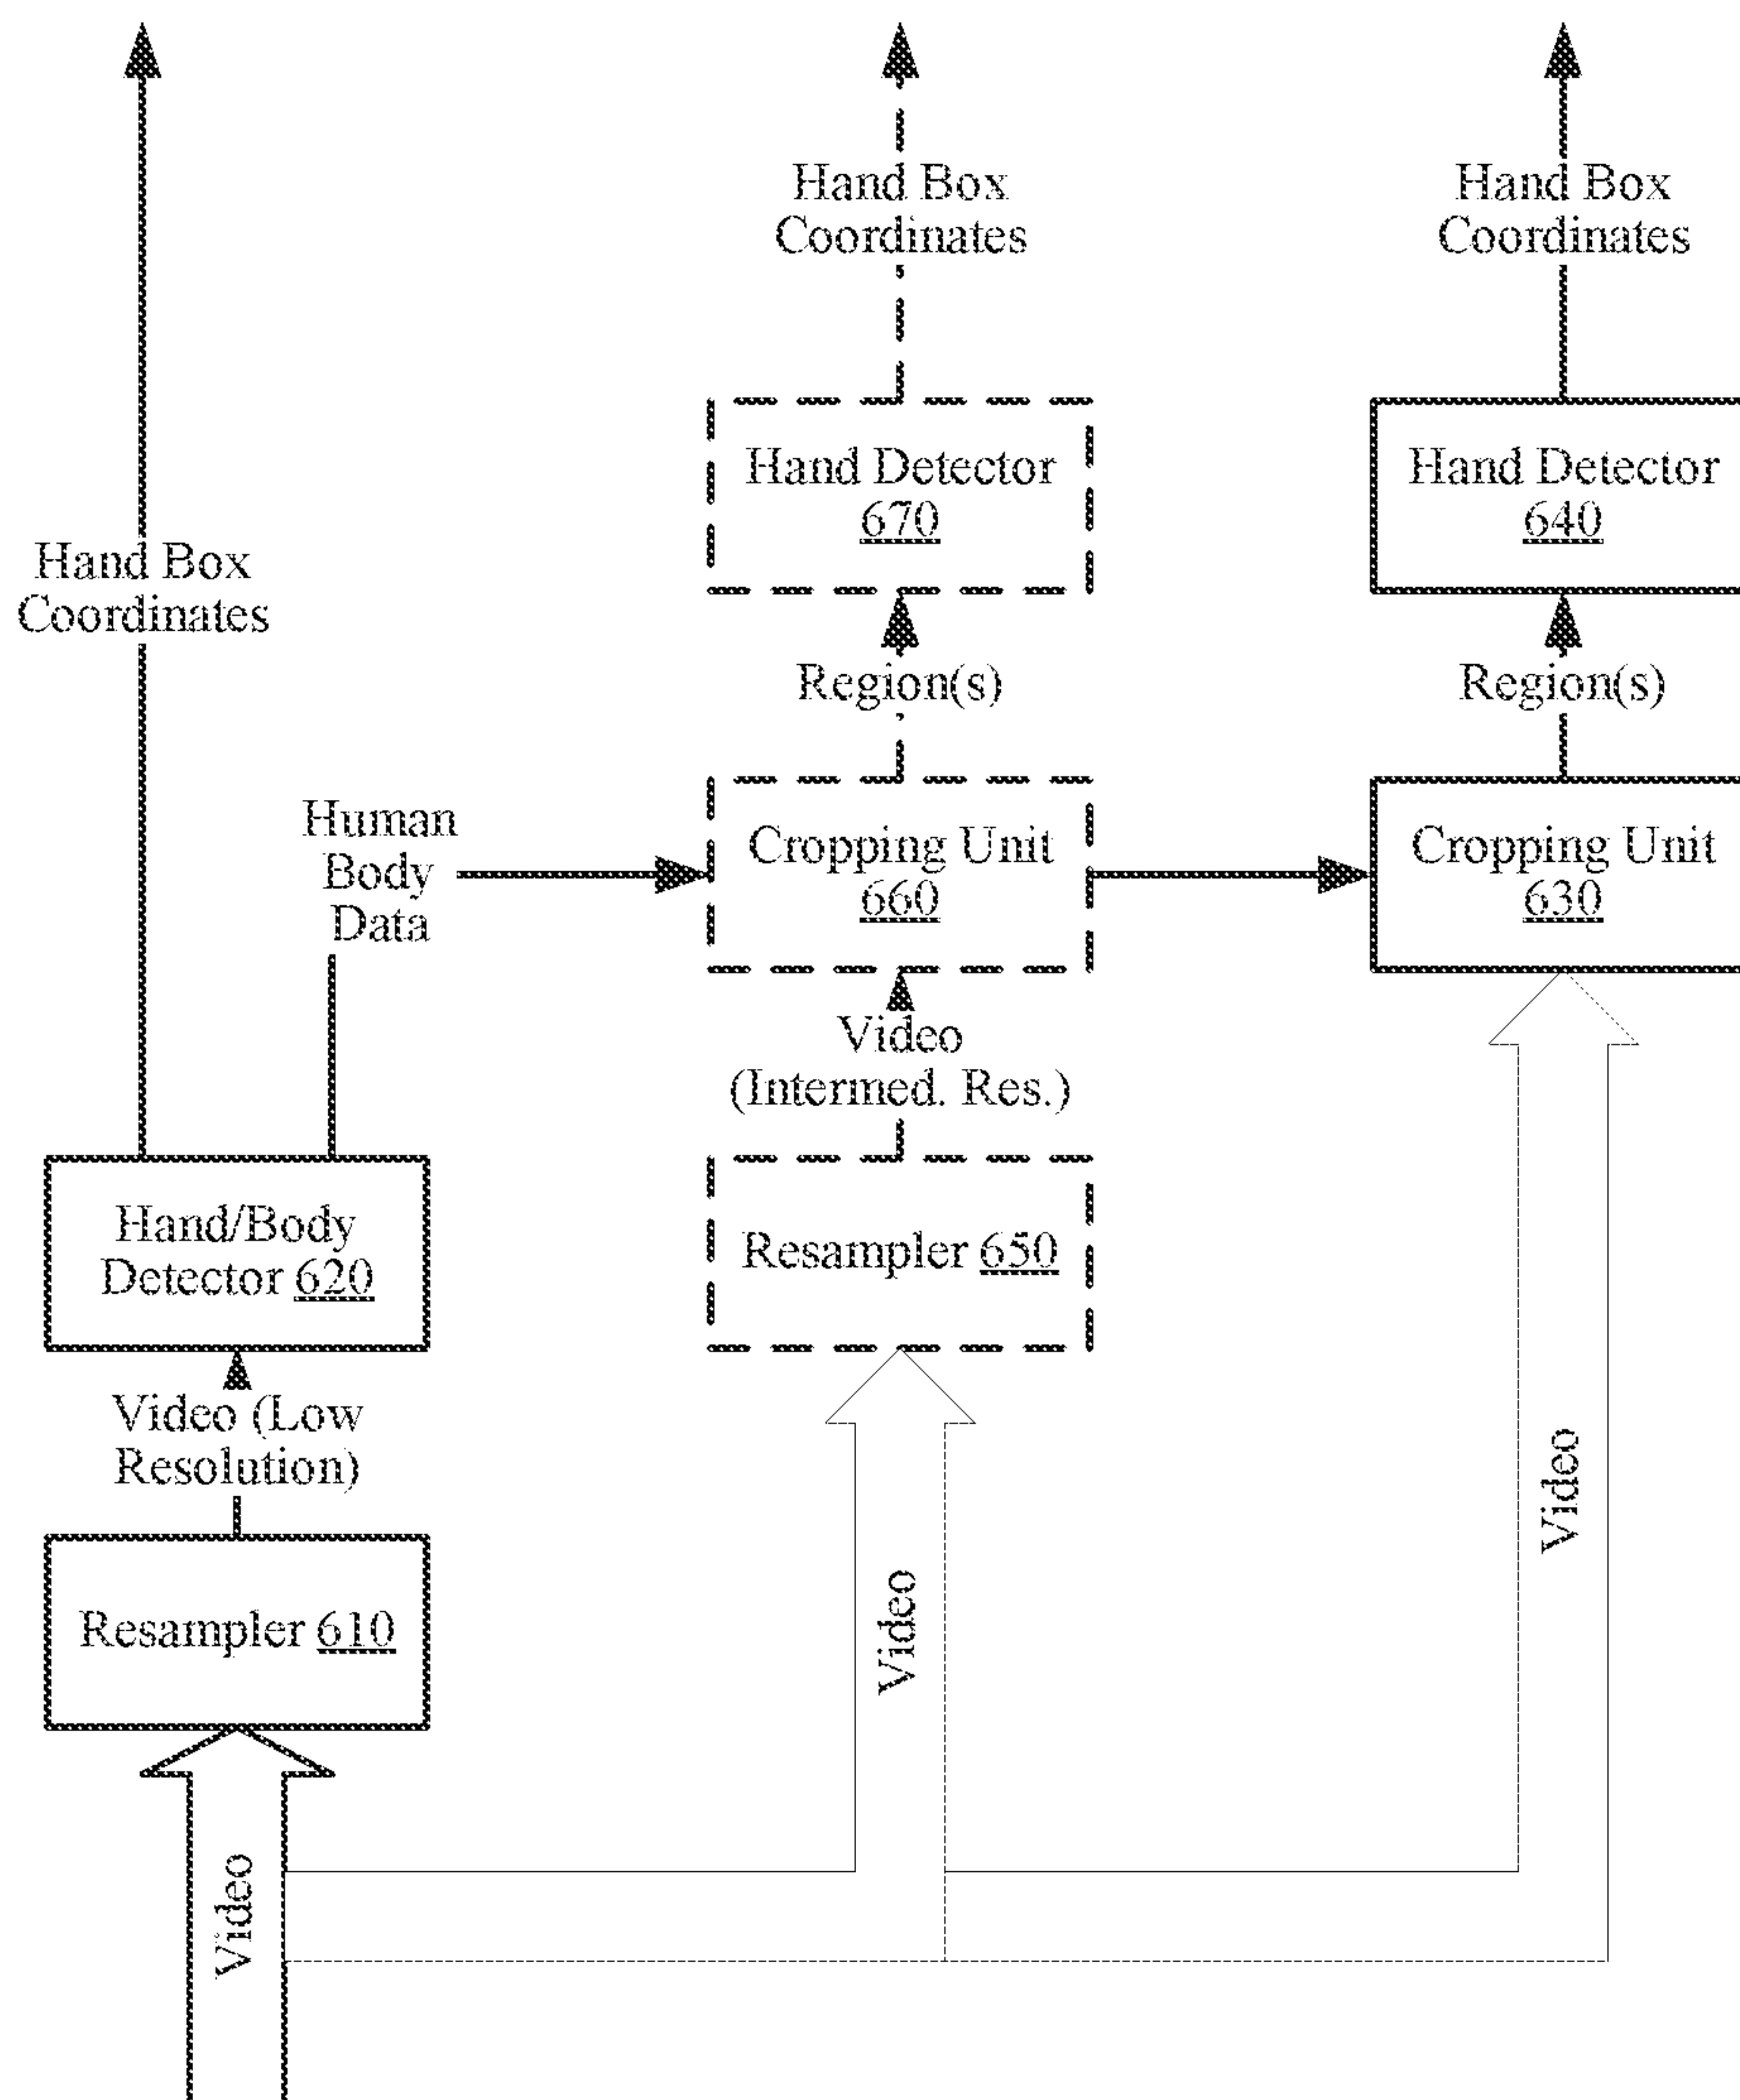 Hand Box
Coordinates
Hand Box
Coordinates
Hand Detector
670
Hand Detector
640
Hand Box
Coordinates
Region(s)
Region(s)
Human
Body
Data
Cropping Unit
660
Cropping Unit
630
Video
(Intermed. Res.)
Hand/Body
Detector 620
Resampler 650
Video (Low
Resolution)
Video
Resampler 610
Video
Video